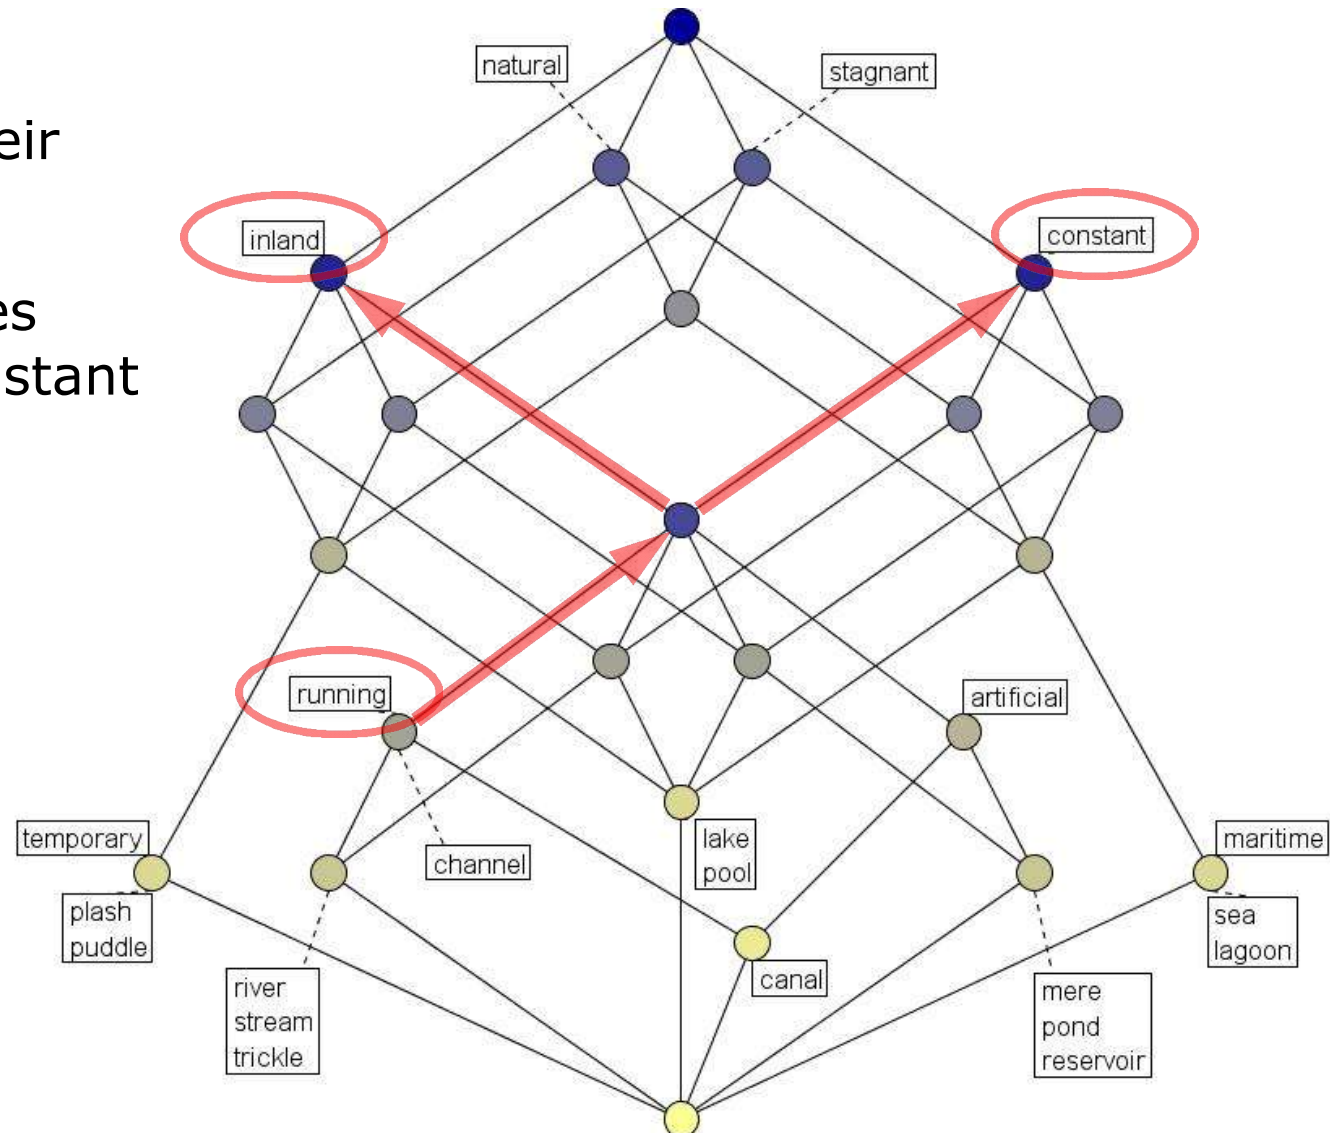 natural
stagnant
eir
inland
constant
es
stant
running
artificial
temporary
channel
lake
pool
maritime
plash
puddle
sea
lagoon
river
stream
trickle
canal
mere
pond
reservoir